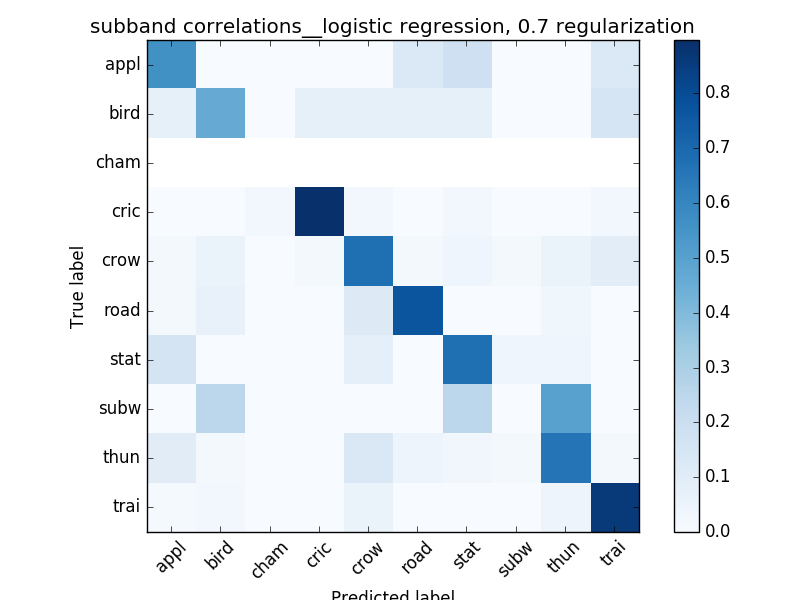 subband correlations__logistic regression, 0.7 regularization
appl
bird
cham
cric
crow
road
stat
subw
thun
trai
True label
appl bird cham cric crow road stat subw thun trai
Predicted label
0.8
0.7
0.6
0.5
0.4
0.3
0.2
0.1
0.0